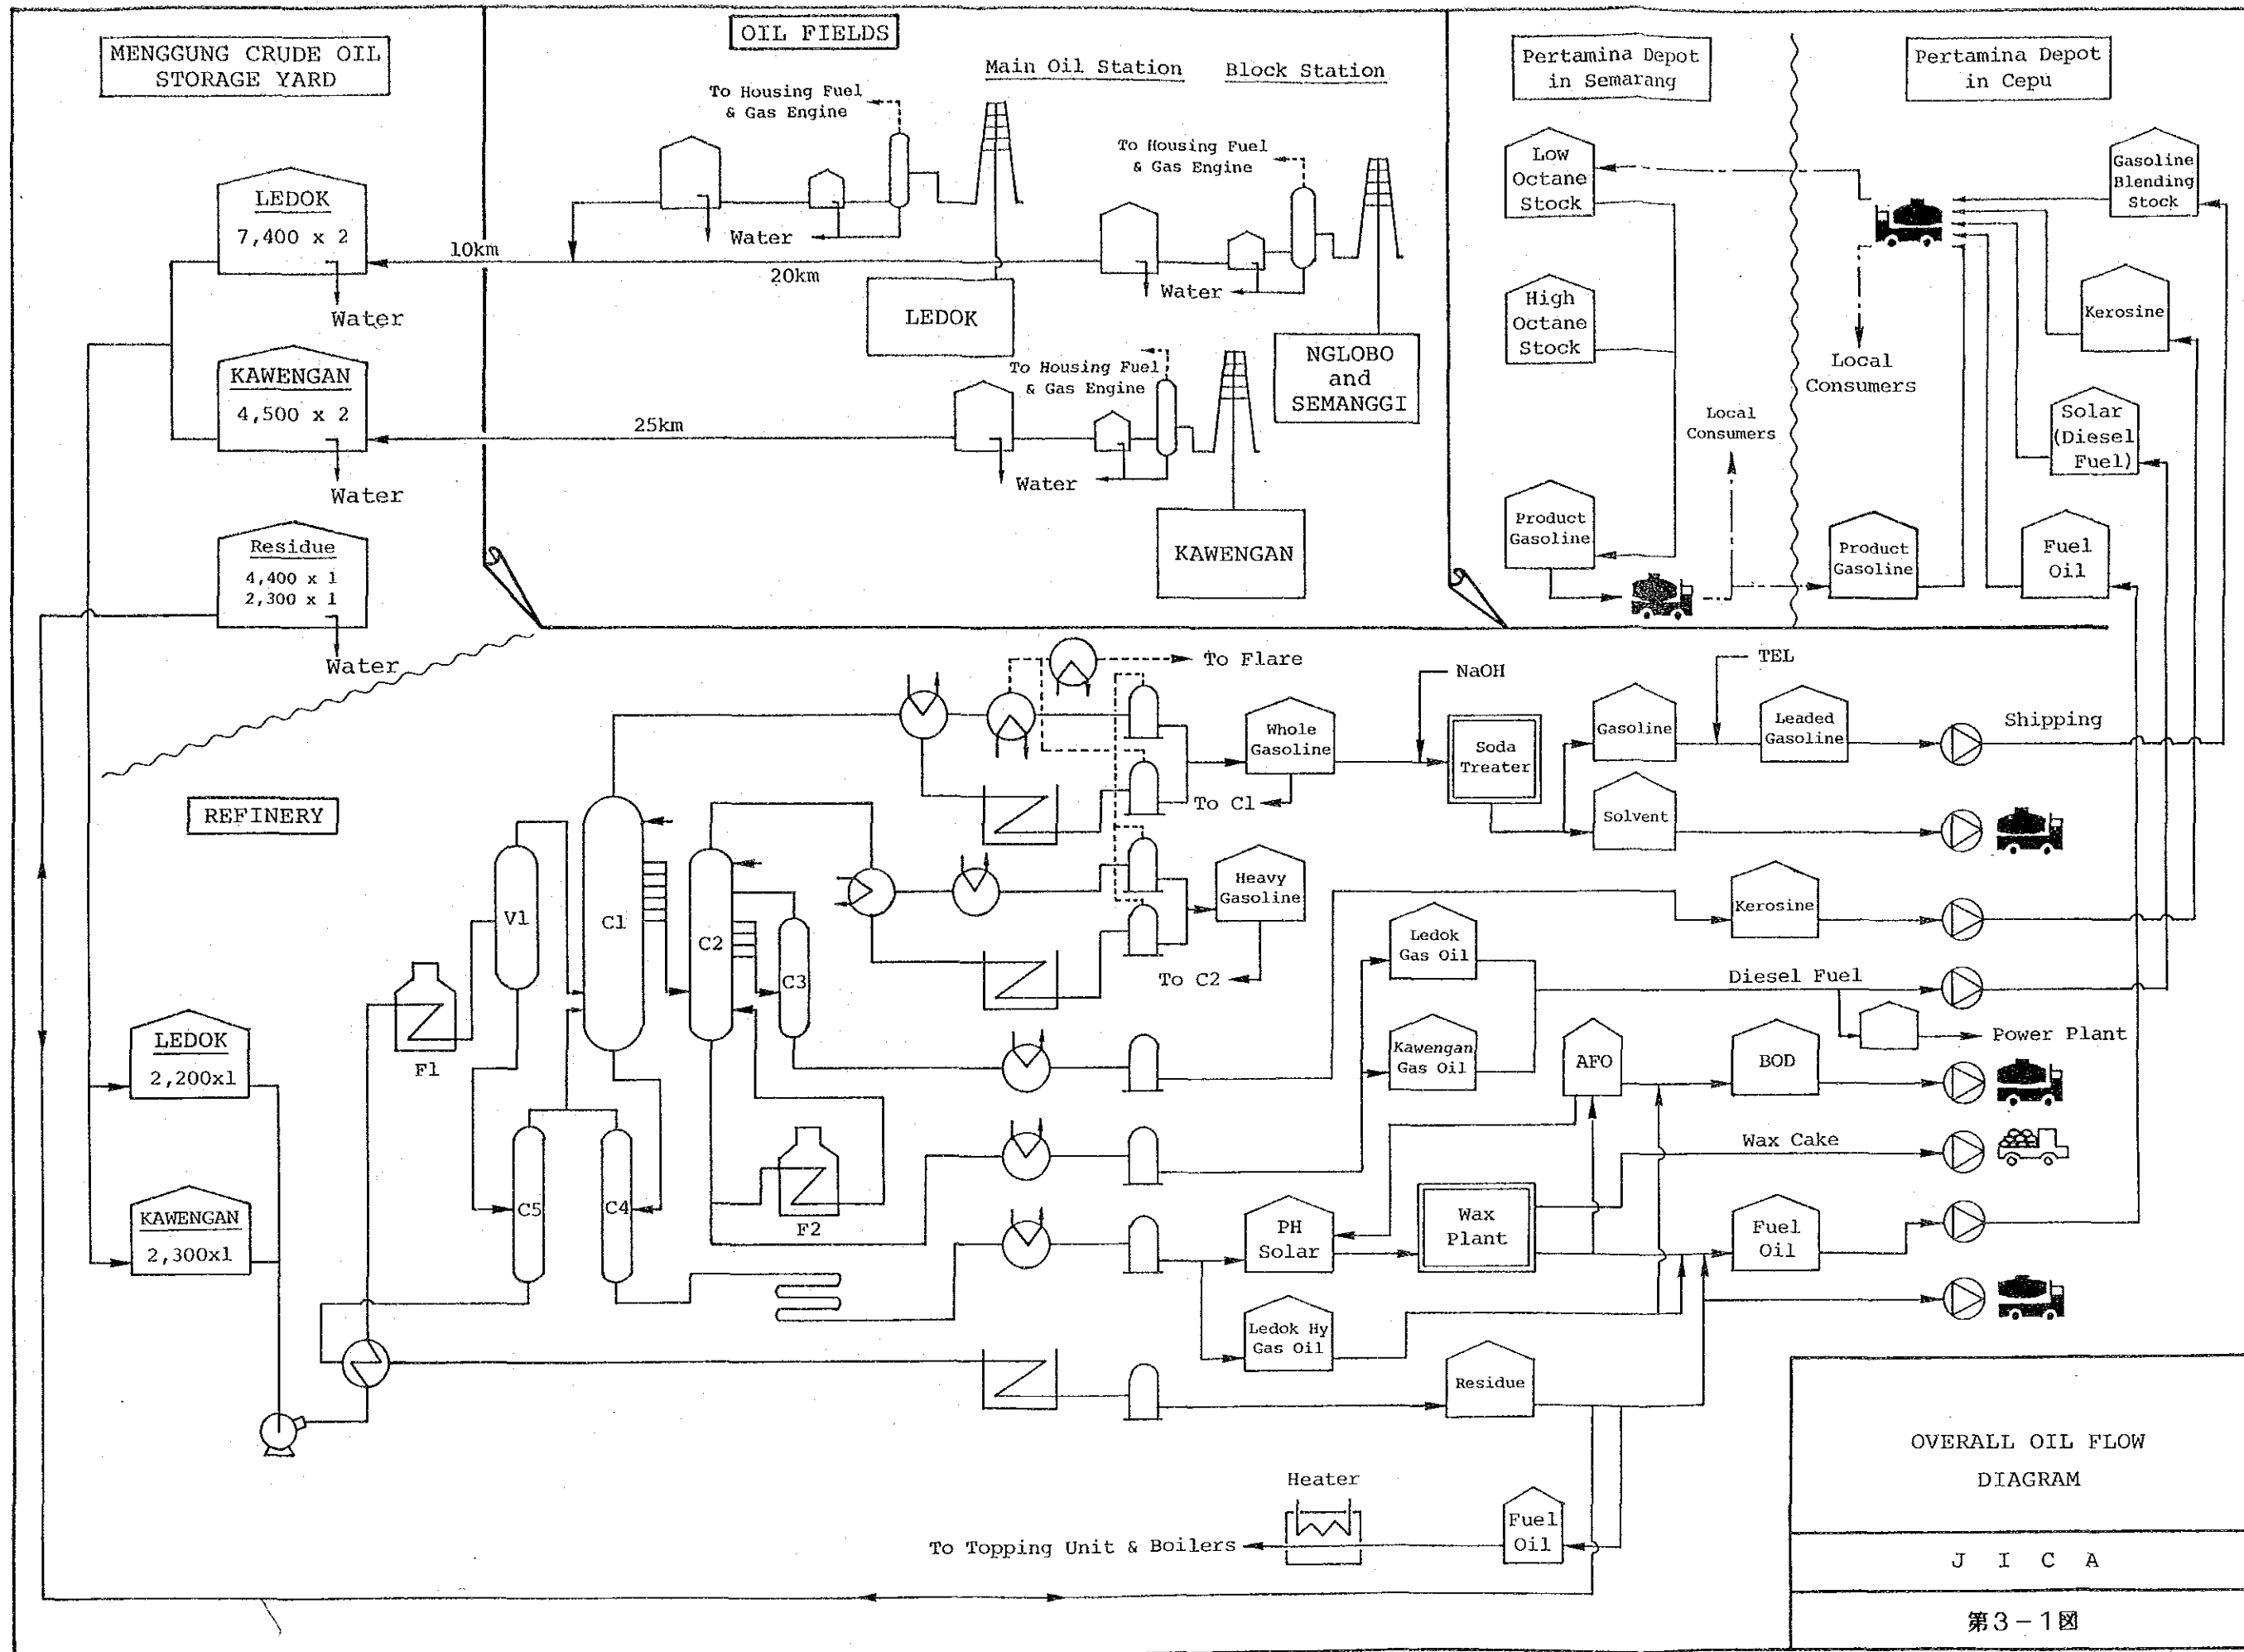 MENGGUNG CRUDE OIL
STORAGE YARD
LEDOK
7,400 x 2
Water
KAWENGAN
4,500 x 2
Water
Residue
4,400 x 1
2,300 x 1
Water
OIL FIELDS
Main Oil Station
Block Station
To Housing Fuel
& Gas Engine
To Housing Fuel
& Gas Engine
Water
10km
20km
Water
LEDOK
NGLOBO
and
SEMANGGI
To Housing Fuel
& Gas Engine
25km
Water
KAWENGAN
Pertamina Depot
in Semarang
Low
Octane
Stock
High
Octane
Stock
Product
Gasoline
Local
Consumers
Pertamina Depot
in Cepu
Gasoline
Blending
Stock
Kerosine
Local
Consumers
Solar
(Diesel
Fuel)
Product
Gasoline
Fuel
Oil
REFINERY
LEDOK
2,200x1
KAWENGAN
2,300x1
F1
V1
C1
C2
C3
C5
C4
F2
To Flare
Whole
Gasoline
To C1
NaOH
Soda
Treater
Gasoline
TEL
Leaded
Gasoline
Shipping
Solvent
Heavy
Gasoline
To C2
Kerosine
Ledok
Gas Oil
Diesel Fuel
Kawengan
Gas Oil
Power Plant
AFO
BOD
Wax Cake
PH
Solar
Wax
Plant
Fuel
Oil
Ledok Hy
Gas Oil
Residue
Heater
Fuel
Oil
To Topping Unit & Boilers
OVERALL OIL FLOW
DIAGRAM
J I C A
第3-1図